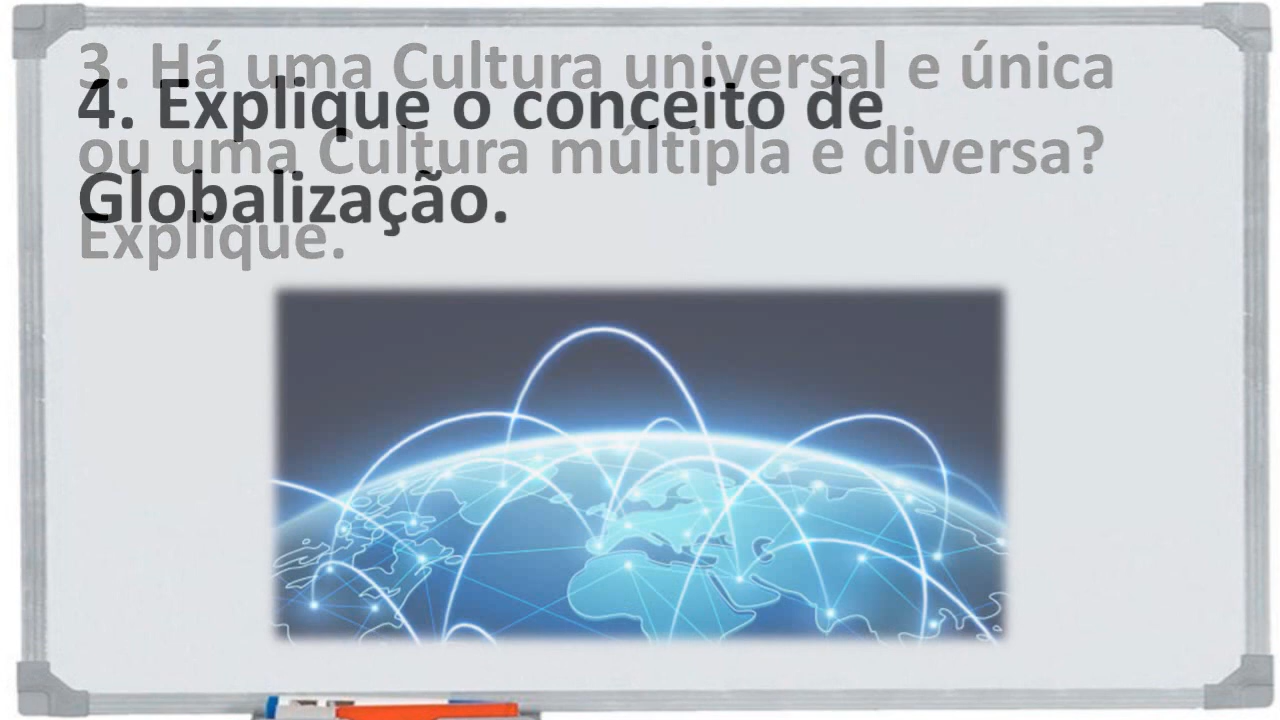 3. Há uma Cultura universal e única
ou uma Cultura múltipla e diversa?
Explique.
4. Explique o conceito de
Globalização.